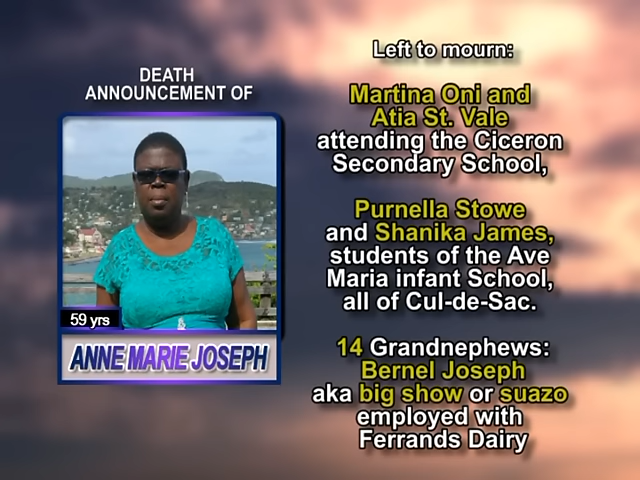 DEATH
ANNOUNCEMENT OF
59 yrs
ANNE MARIE JOSEPH
Left to mourn:
Martina Oni and
Atia St. Vale
attending the Ciceron
Secondary School,
Purnella Stowe
and Shanika James,
students of the Ave
Maria infant School,
all of Cul-de-Sac.
14 Grandnephews:
Bernel Joseph
aka big show or suazo
employed with
Ferrands Dairy